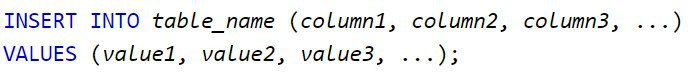 INSERT INTO table_name (column1, column2, column3, ...)
VALUES (value1, value2, value3, ...);